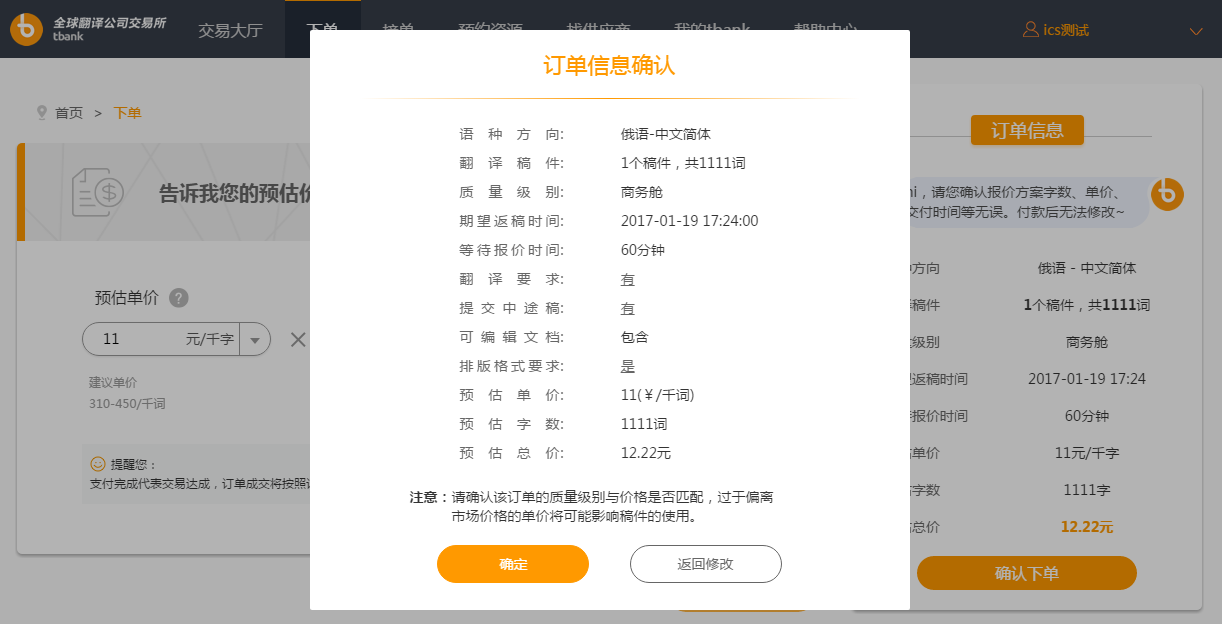 全球翻译公司交易所
tbank
交易大厅
下单
接单
预约资源
找供应商
我的tbank
帮助中心
ics测试
首页 > 下单
告诉我您的预估价
预估单价 ?
11 元/千字
建议单价
310-450/千词
提醒您：
支付完成代表交易达成，订单成交将按照
订单信息确认
语种方向: 俄语-中文简体
翻译稿件: 1个稿件，共1111词
质量级别: 商务舱
期望返稿时间: 2017-01-19 17:24:00
等待报价时间: 60分钟
翻译要求: 有
提交中途稿: 有
可编辑文档: 包含
排版格式要求: 是
预估单价: 11(￥/千词)
预估字数: 1111词
预估总价: 12.22元
注意：请确认该订单的质量级别与价格是否匹配，过于偏离
市场价格的单价将可能影响稿件的使用。
确定
返回修改
订单信息
hi，请您确认报价方案字数、单价、
交付时间等无误。付款后无法修改~
方向 俄语 - 中文简体
稿件 1个稿件，共1111词
级别 商务舱
返稿时间 2017-01-19 17:24
报价时间 60分钟
单价 11元/千字
字数 1111字
总价 12.22元
确认下单